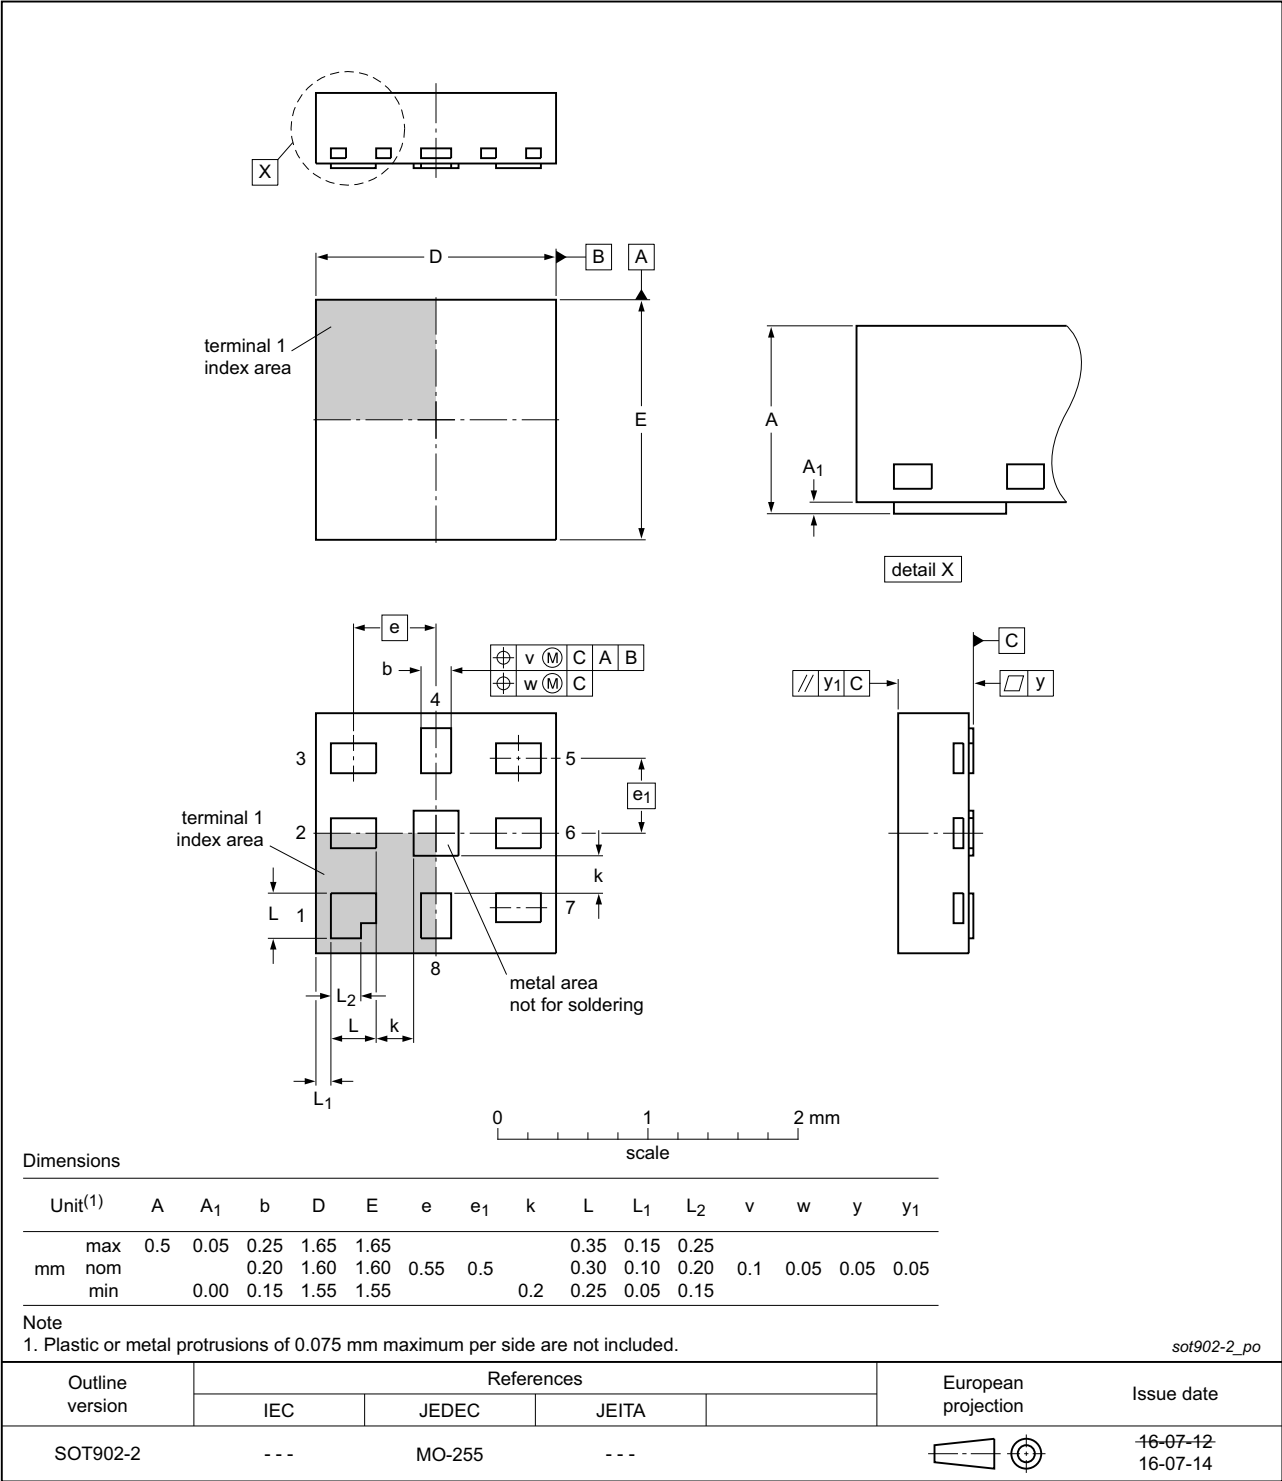 X
D
B
A
terminal 1
index area
E
A
A1
detail X
e
b
v M C A B
w M C
4
3
5
e1
terminal 1
index area
2
6
k
L
1
7
8
L2
L
k
metal area
not for soldering
L1
C
// y1 C
y
0 1 2 mm
scale
Dimensions
Unit(1) A A1 b D E e e1 k L L1 L2 v w y y1
max 0.5 0.05 0.25 1.65 1.65 0.35 0.15 0.25
mm nom 0.20 1.60 1.60 0.55 0.5 0.30 0.10 0.20 0.1 0.05 0.05 0.05
min 0.00 0.15 1.55 1.55 0.2 0.25 0.05 0.15
Note
1. Plastic or metal protrusions of 0.075 mm maximum per side are not included.
sot902-2_po
Outline
version
References
IEC JEDEC JEITA
European
projection
Issue date
SOT902-2 - - - MO-255 - - -
16-07-12
16-07-14